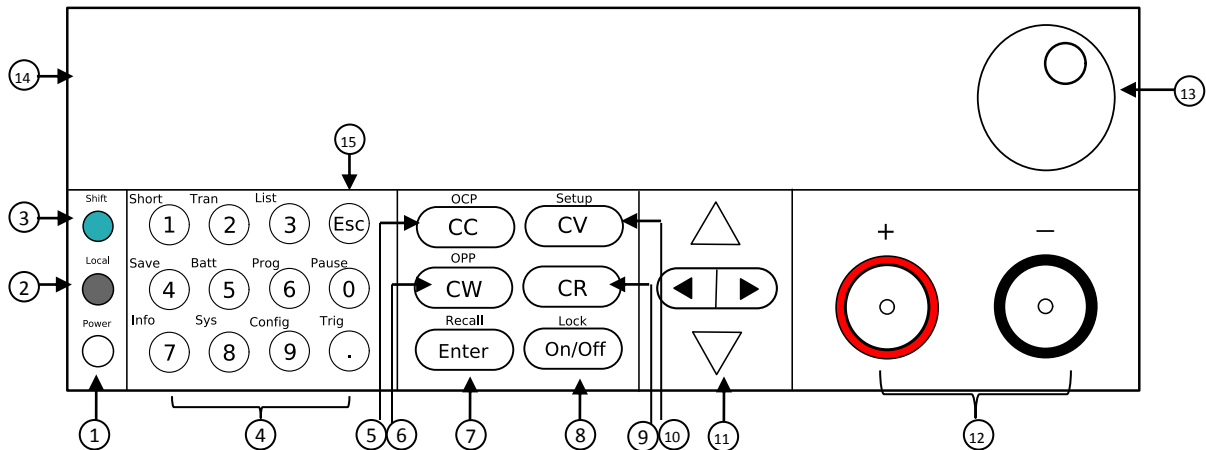 14
13
15
3
Shift
Short Tran List
1 2 3 Esc
OCP Setup
CC CV
+ −
2
Local
Save Batt Prog Pause
4 5 6 0
OPP
CW CR
Power
Info Sys Config Trig
7 8 9 .
Recall Lock
Enter On/Off
1 4 5 6 7 8 9 10 11 12